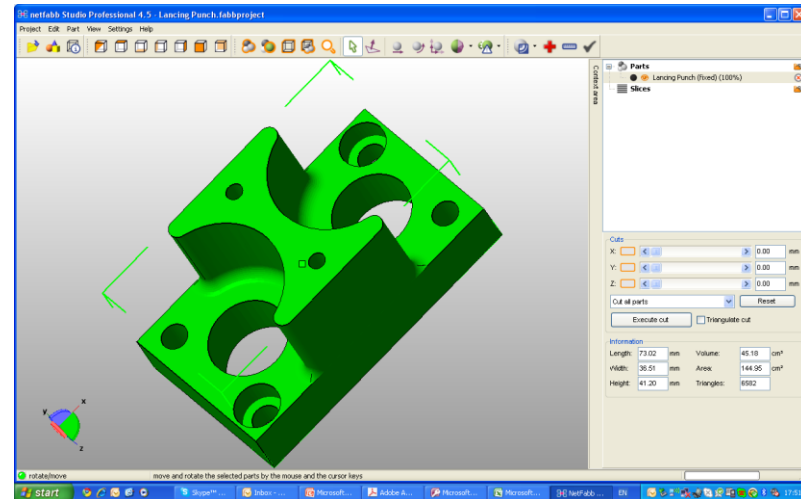 netfabb Studio Professional 4.5 - Lancing Punch.fabbproject
Project Edit Part View Settings Help
Context area
Parts
Lancing Punch (fixed) (100%)
Slices
Cuts
X: 0.00 mm
Y: 0.00 mm
Z: 0.00 mm
Cut all parts Reset
Execute cut Triangulate cut
Information
Length: 73.02 mm Volume: 45.18 cm³
Width: 36.51 mm Area: 144.95 cm²
Height: 41.20 mm Triangles: 6582
y x
z
rotate/move move and rotate the selected parts by the mouse and the cursor keys
start Skype™ ... Inbox - ... Microsoft... Adobe A... Microsoft... Microsoft... NetFabb ... EN